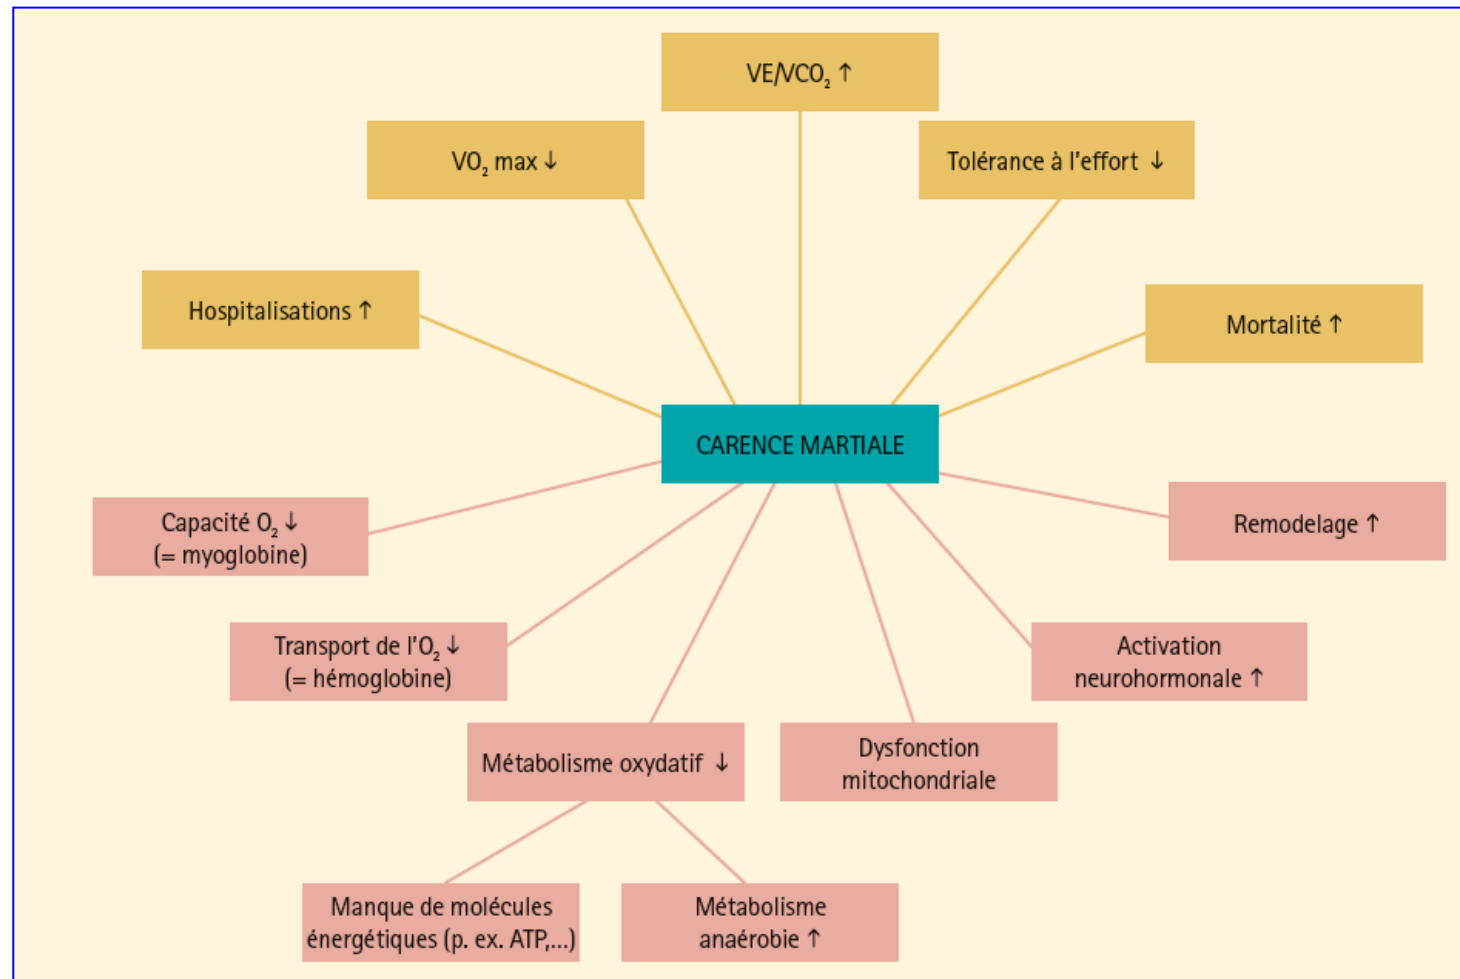 VE/VCO₂ ↑
VO₂ max ↓
Tolérance à l'effort ↓
Hospitalisations ↑
Mortalité ↑
CARENCE MARTIALE
Capacité O₂ ↓
(= myoglobine)
Remodelage ↑
Transport de l'O₂ ↓
(= hémoglobine)
Activation
neurohormonale ↑
Métabolisme oxydatif ↓
Dysfonction
mitochondriale
Manque de molécules
énergétiques (p. ex. ATP,...)
Métabolisme
anaérobie ↑